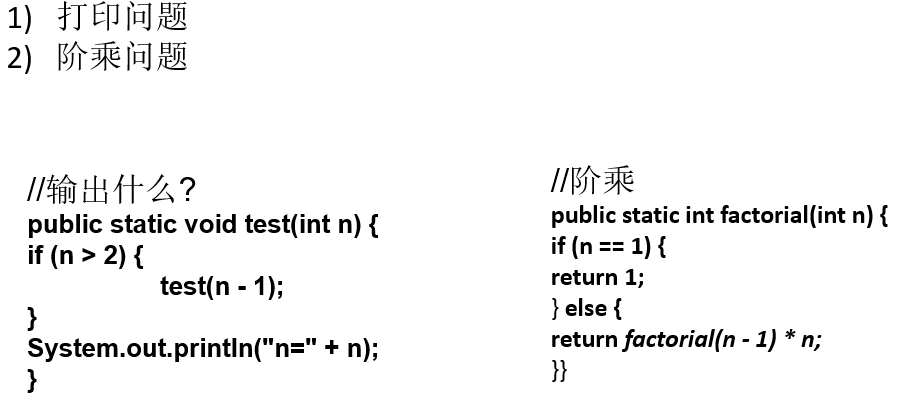 1) 打印问题
2) 阶乘问题
//输出什么?
public static void test(int n) {
if (n > 2) {
test(n - 1);
}
System.out.println("n=" + n);
}
//阶乘
public static int factorial(int n) {
if (n == 1) {
return 1;
} else {
return factorial(n - 1) * n;
}}